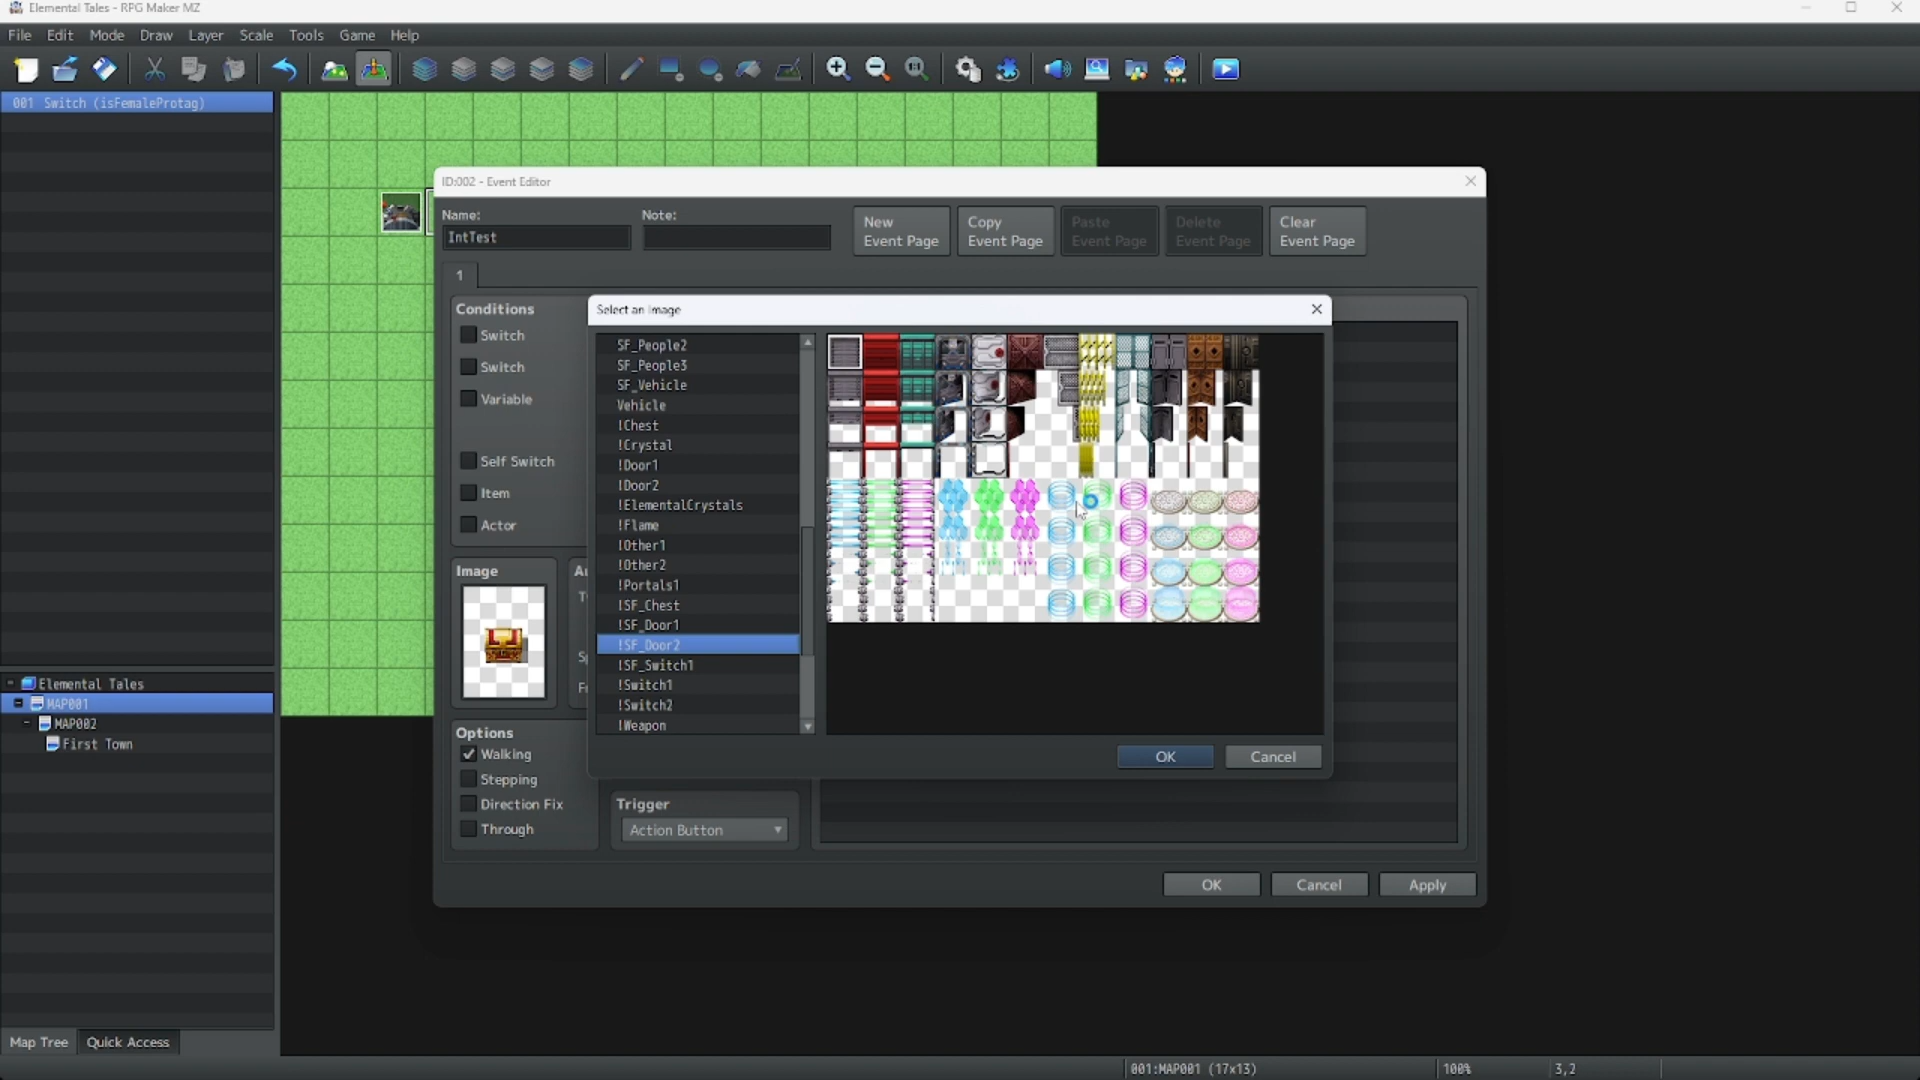 Elemental Tales - RPG Maker MZ
File Edit Mode Draw Layer Scale Tools Game Help
001 Switch (isFemaleProtag)
ID:002 - Event Editor
Name:
Note:
IntTest
New Event Page
Copy Event Page
Paste Event Page
Delete Event Page
Clear Event Page
1
Conditions
Switch
Switch
Variable
Self Switch
Item
Actor
Image
Options
Walking
Stepping
Direction Fix
Through
Trigger
Action Button
Select an Image
SF_People2
SF_People3
SF_Vehicle
Vehicle
!Chest
!Crystal
!Door1
!Door2
!ElementalCrystals
!Flame
!Other1
!Other2
!Portals1
!SF_Chest
!SF_Door1
!SF_Door2
!SF_Switch1
!Switch1
!Switch2
!Weapon
OK Cancel
OK Cancel Apply
Elemental Tales
MAP001
MAP002
First Town
Map Tree Quick Access
001:MAP001 (17x13) 100% 3,2